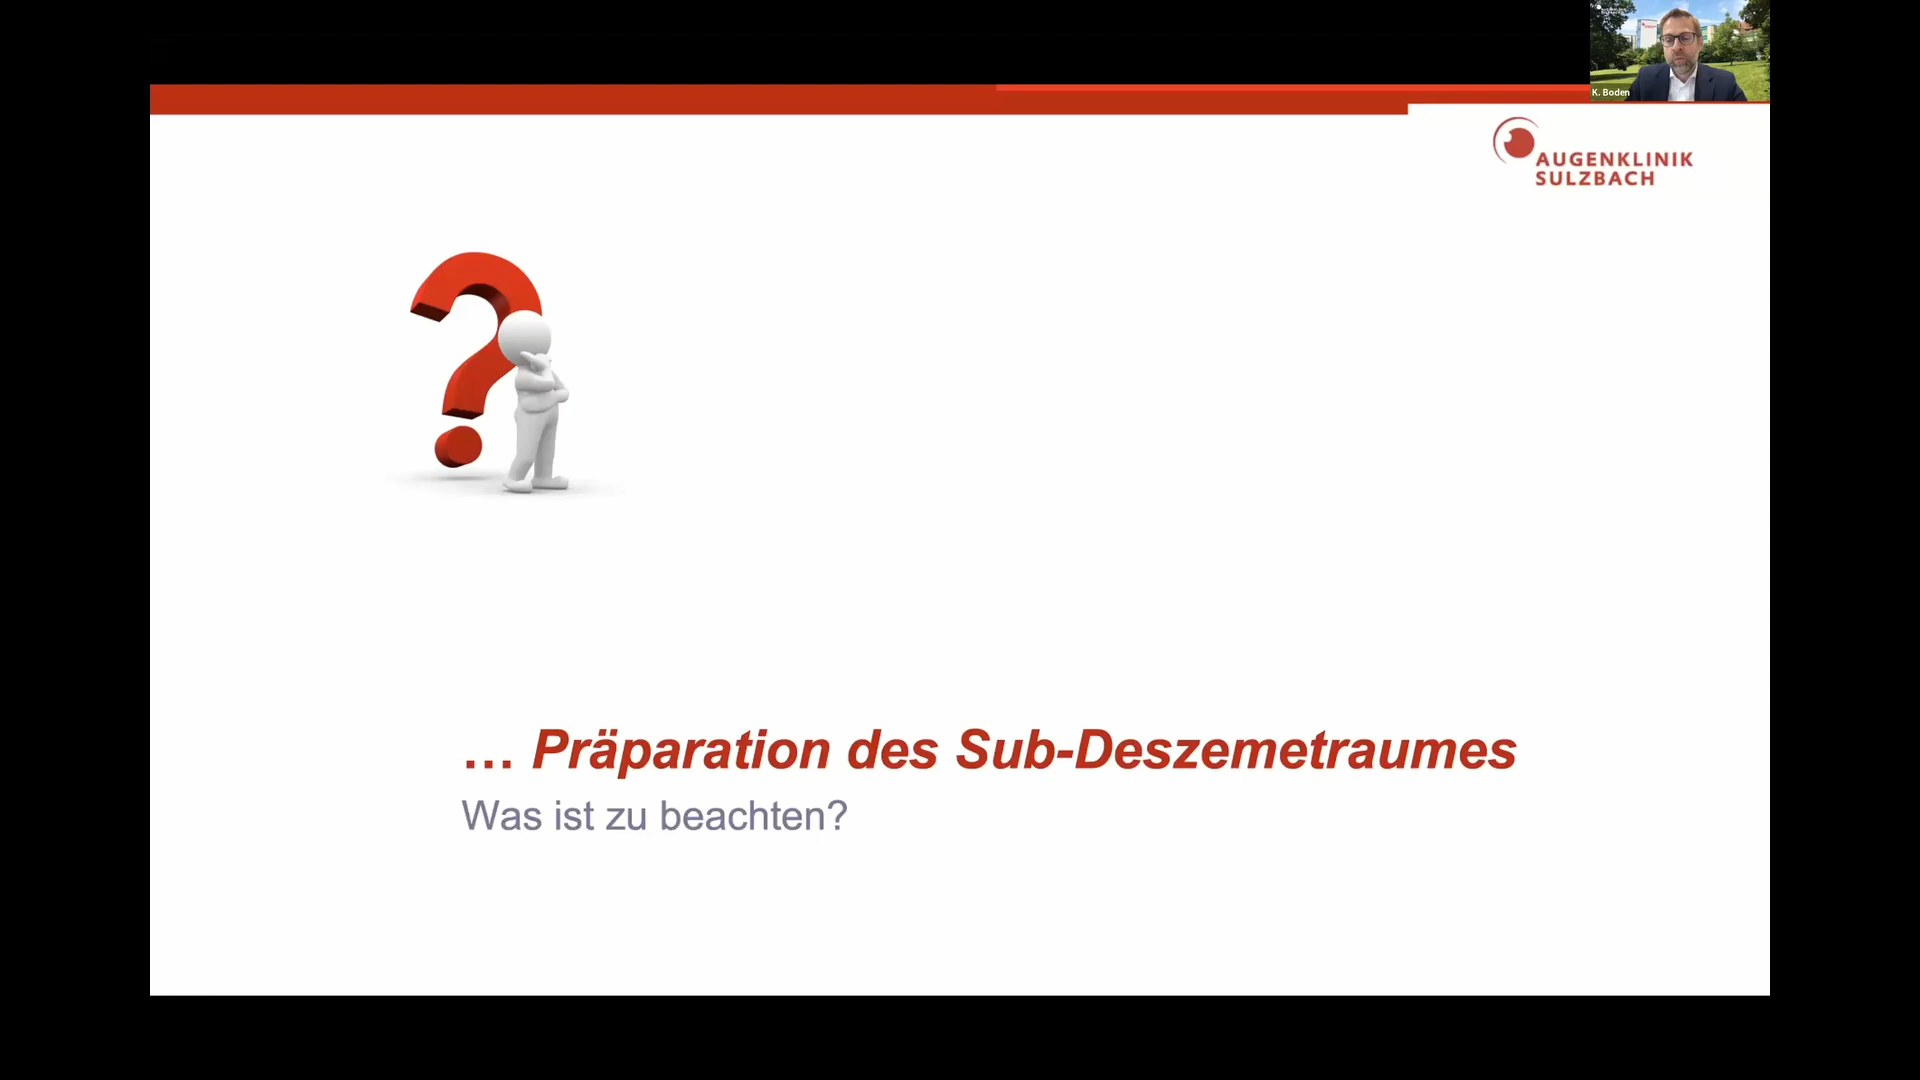 K. Boden
AUGENKLINIK
SULZBACH
... Präparation des Sub-Deszemetraumes
Was ist zu beachten?